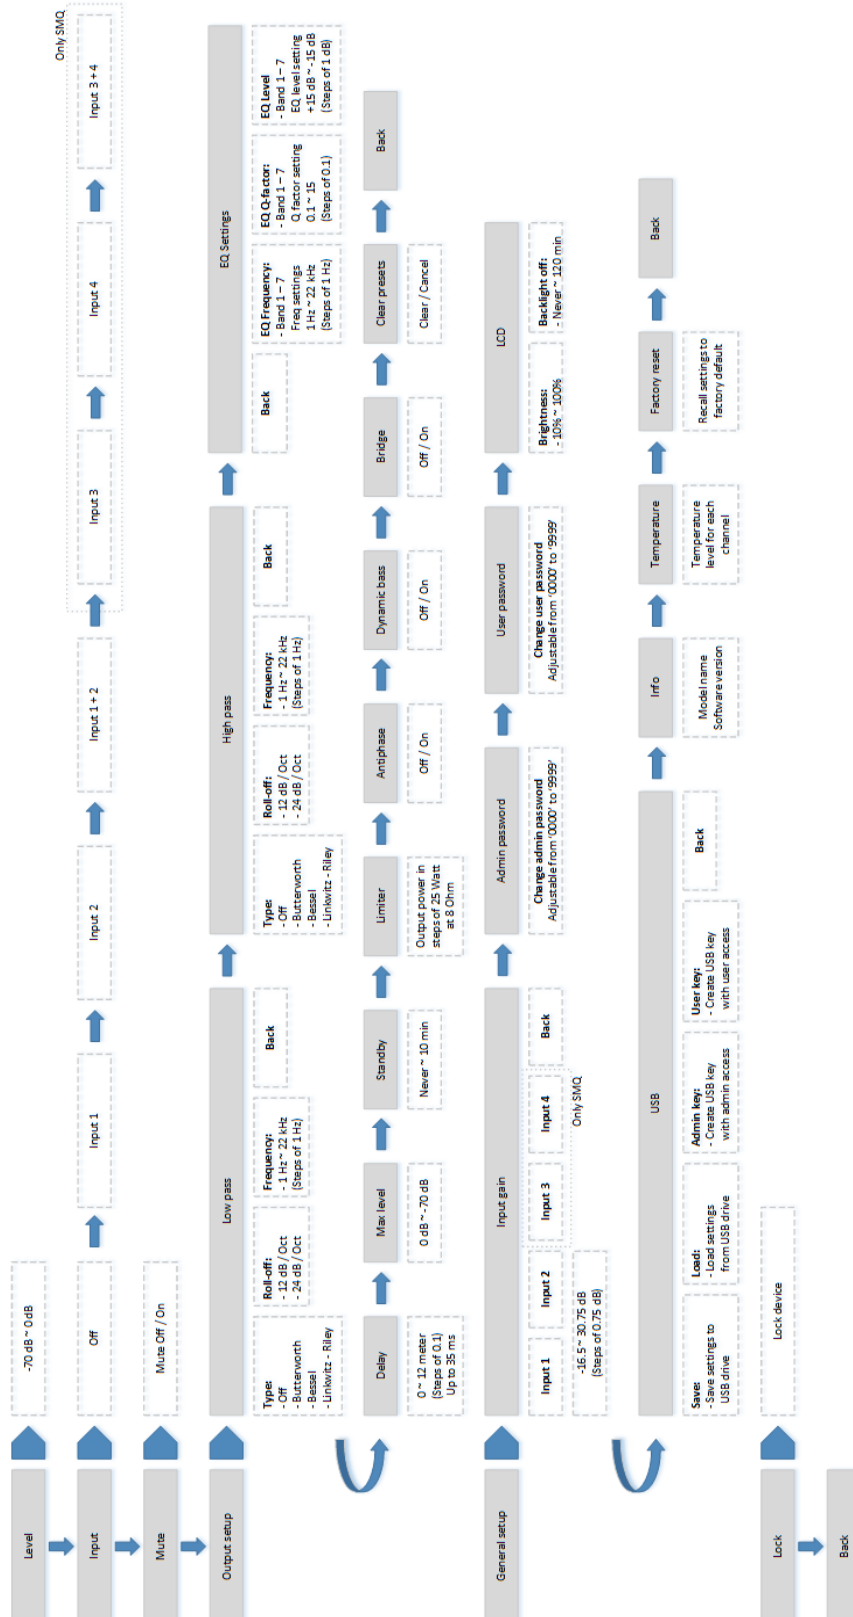 Level
-70 dB ~ 0 dB
Input
Off
Input 1
Input 2
Input 1 + 2
Input 3
Input 4
Input 3 + 4
Only SMQ
Mute
Mute Off / On
Output setup
Low pass
Type:
- Off
- Butterworth
- Bessel
- Linkwitz - Riley
Roll-off:
- 12 dB / Oct
- 24 dB / Oct
Frequency:
- 1 Hz ~ 22 kHz
(Steps of 1 Hz)
Back
High pass
Type:
- Off
- Butterworth
- Bessel
- Linkwitz - Riley
Roll-off:
- 12 dB / Oct
- 24 dB / Oct
Frequency:
- 1 Hz ~ 22 kHz
(Steps of 1 Hz)
Back
EQ Settings
Back
EQ Frequency:
- Band 1 – 7
Freq settings
1 Hz ~ 22 kHz
(Steps of 1 Hz)
EQ Q-factor:
- Band 1 – 7
Q factor setting
0.1 ~ 15
(Steps of 0.1)
EQ Level
- Band 1 – 7
EQ level setting
+15 dB ~ -15 dB
(Steps of 1 dB)
Delay
0 ~ 12 meter
(Steps of 0.1)
Up to 35 ms
Max level
0 dB ~ -70 dB
Standby
Never ~ 10 min
Limiter
Output power in
steps of 25 Watt
at 8 Ohm
Antiphase
Off / On
Dynamic bass
Off / On
Bridge
Off / On
Clear presets
Clear / Cancel
Back
General setup
Input gain
Input 1
Input 2
Input 3
Input 4
Back
Only SMQ
-16.5 ~ 30.75 dB
(Steps of 0.75 dB)
Admin password
Change admin password
Adjustable from '0000' to '9999'
User password
Change user password
Adjustable from '0000' to '9999'
LCD
Brightness:
- 10% ~ 100%
Backlight off:
- Never ~ 120 min
USB
Save:
- Save settings to
USB drive
Load:
- Load settings
from USB drive
Admin key:
- Create USB key
with admin access
User key:
- Create USB key
with user access
Back
Info
Model name
Software version
Temperature
Temperature
level for each
channel
Factory reset
Recall settings to
factory default
Back
Lock
Lock device
Back